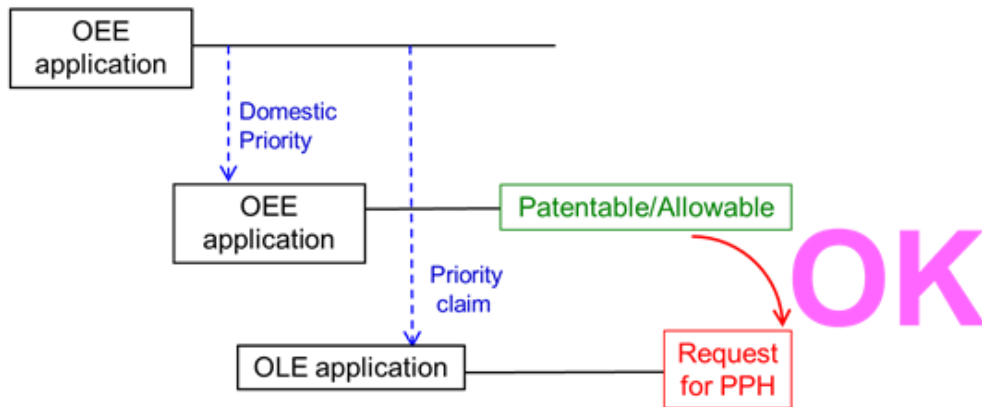 OEE
application
Domestic
Priority
OEE
application
Patentable/Allowable
OK
Priority
claim
OLE application
Request
for PPH